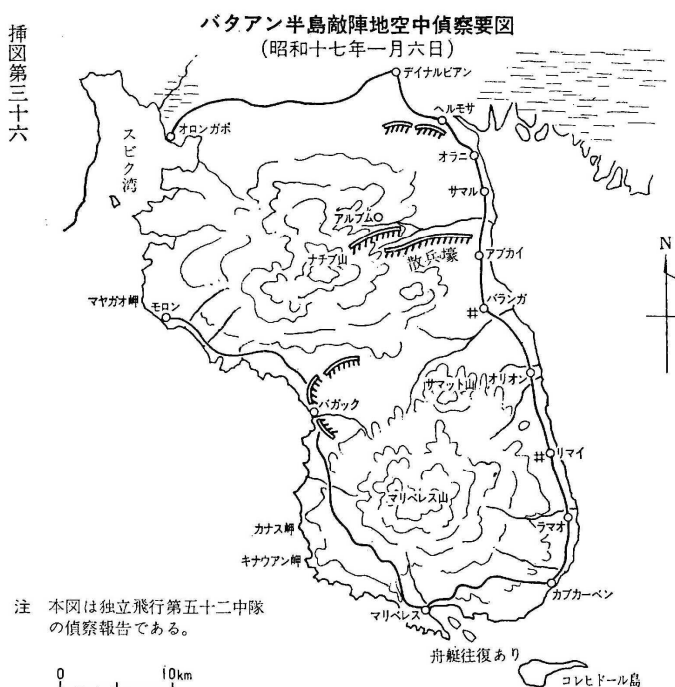 挿図第三十六
バタアン半島敵陣地空中偵察要図
(昭和十七年一月六日)
デイナルビアン
ヘルモサ
オロンガポ
オラニ
スビク湾
サマル
アルブム
アブカイ
ナチブ山
散兵壕
N
マヤガオ岬
モロン
バランガ
サマット山
オリオン
バガック
リマイ
マリベレス山
カナス岬
ラマオ
キナウアン岬
カブカーベン
注 本図は独立飛行第五十二中隊
の偵察報告である。
マリベレス
舟艇往復あり
0 10km
コレヒドール島